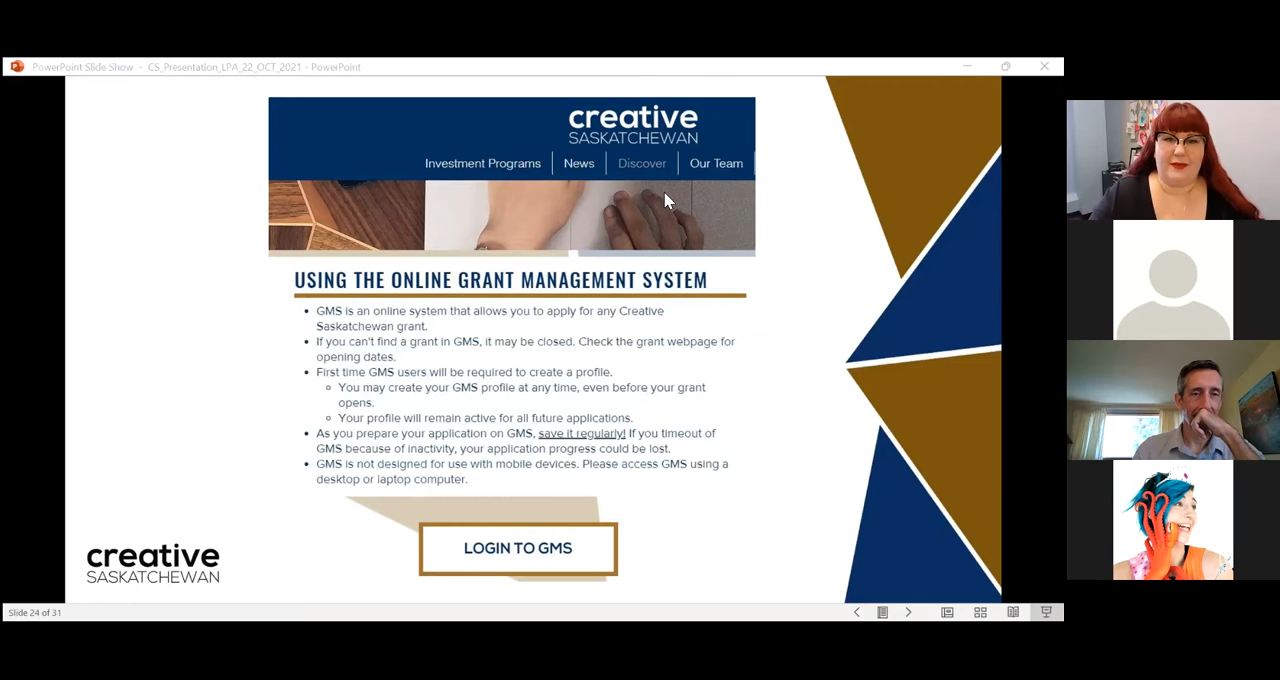 PowerPoint Slide Show - CS_Presentation_LPA_22_OCT_2021 - PowerPoint
creative
SASKATCHEWAN
Investment Programs
News
Discover
Our Team
USING THE ONLINE GRANT MANAGEMENT SYSTEM
• GMS is an online system that allows you to apply for any Creative
Saskatchewan grant.
• If you can't find a grant in GMS, it may be closed. Check the grant webpage for
opening dates.
• First time GMS users will be required to create a profile.
◦ You may create your GMS profile at any time, even before your grant
opens.
◦ Your profile will remain active for all future applications.
• As you prepare your application on GMS, save it regularly! If you timeout of
GMS because of inactivity, your application progress could be lost.
• GMS is not designed for use with mobile devices. Please access GMS using a
desktop or laptop computer.
LOGIN TO GMS
creative
SASKATCHEWAN
Slide 24 of 31